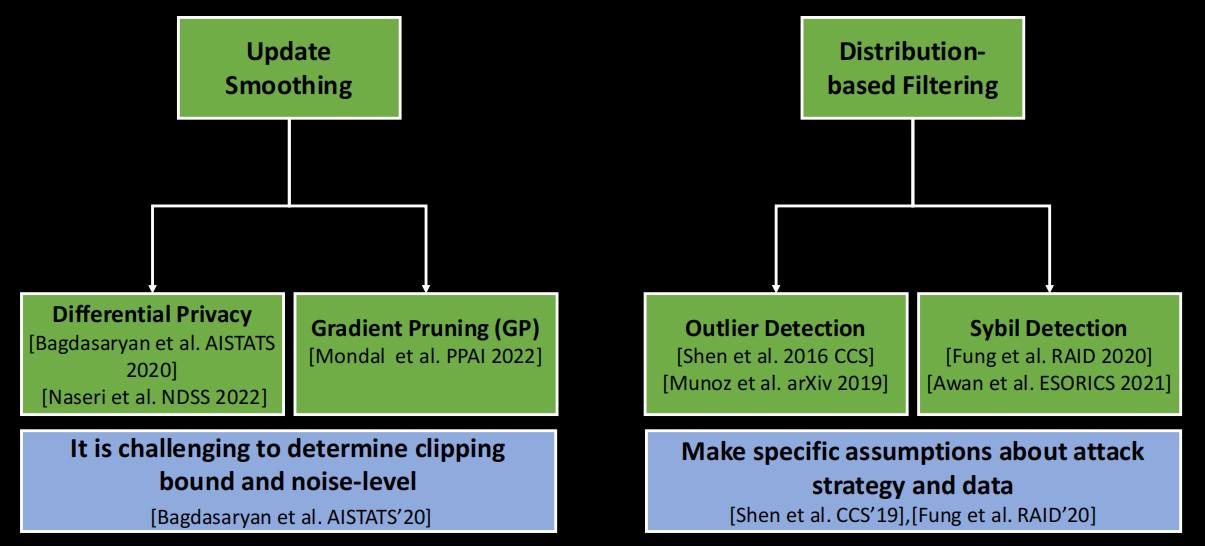 Update
Smoothing
Distribution-
based Filtering
Differential Privacy
[Bagdasaryan et al. AISTATS
2020]
[Naseri et al. NDSS 2022]
Gradient Pruning (GP)
[Mondal et al. PPAI 2022]
Outlier Detection
[Shen et al. 2016 CCS]
[Munoz et al. arXiv 2019]
Sybil Detection
[Fung et al. RAID 2020]
[Awan et al. ESORICS 2021]
It is challenging to determine clipping
bound and noise-level
[Bagdasaryan et al. AISTATS’20]
Make specific assumptions about attack
strategy and data
[Shen et al. CCS’19],[Fung et al. RAID’20]